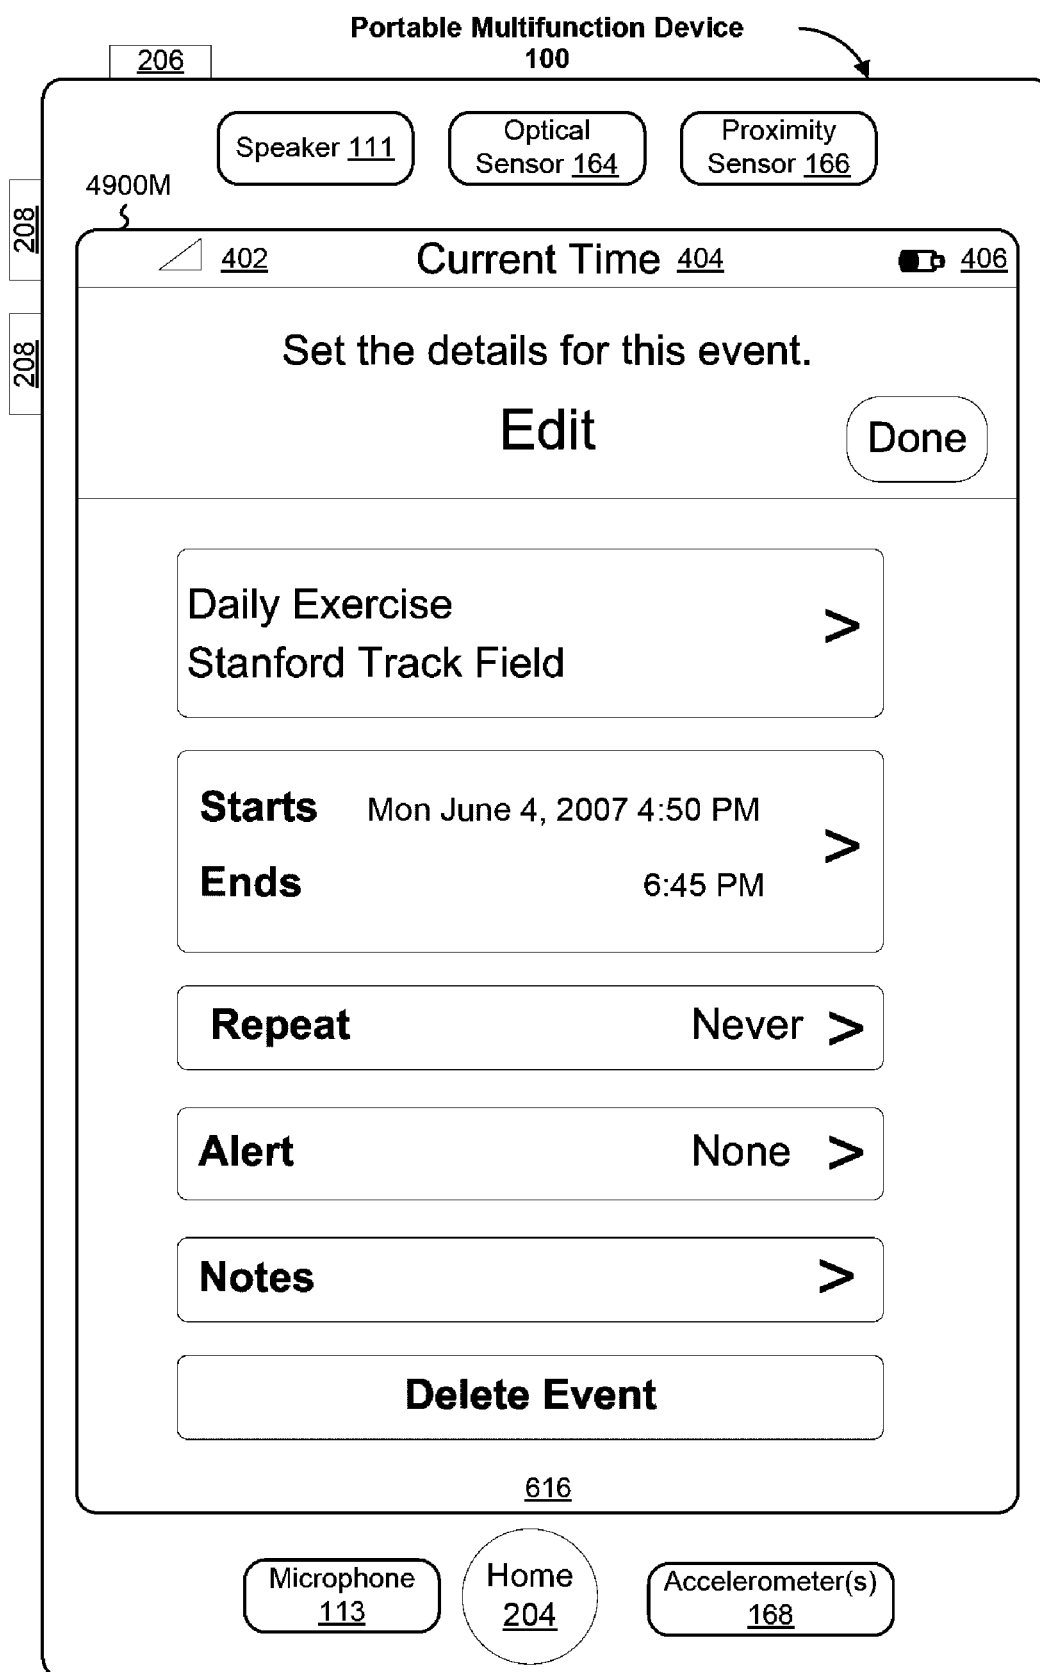 Portable Multifunction Device
100
206
Speaker 111
Optical
Sensor 164
Proximity
Sensor 166
4900M
208
208
402
Current Time 404
406
Set the details for this event.
Edit
Done
Daily Exercise
>
Stanford Track Field
Starts Mon June 4, 2007 4:50 PM
>
Ends 6:45 PM
Repeat Never >
Alert None >
Notes >
Delete Event
616
Microphone
113
Home
204
Accelerometer(s)
168